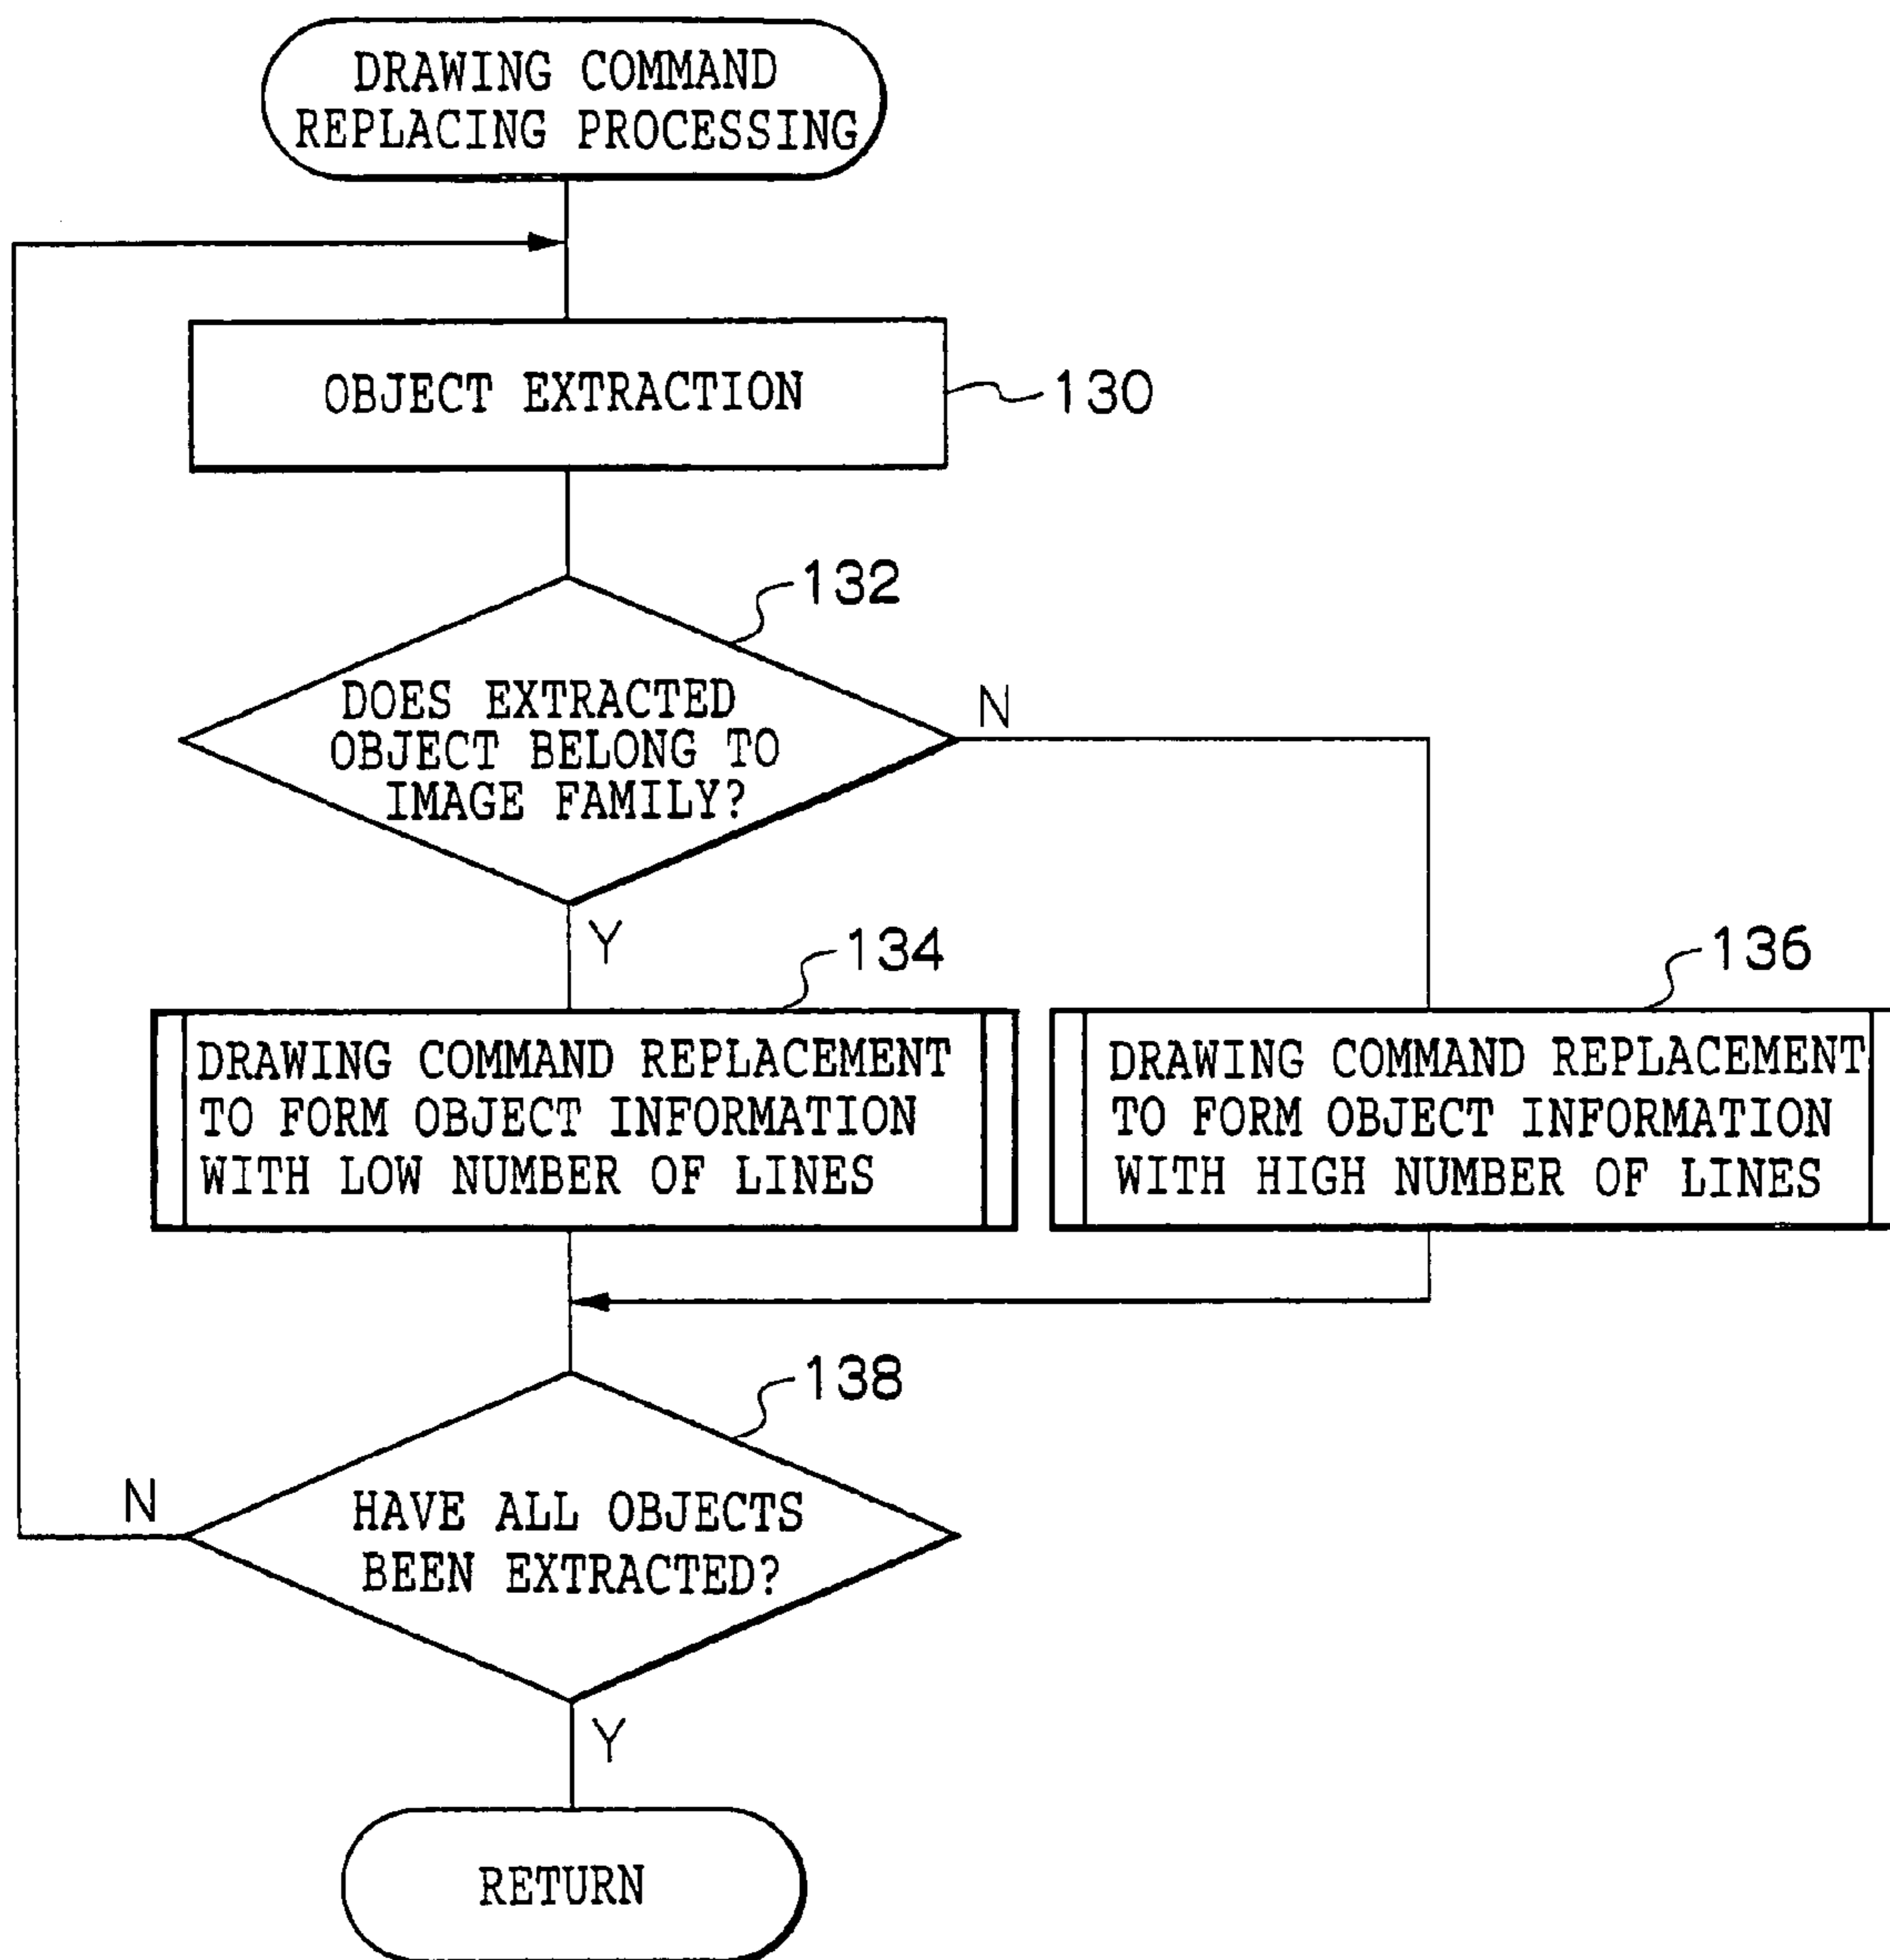 DRAWING COMMAND
REPLACING PROCESSING
OBJECT EXTRACTION
130
132
DOES EXTRACTED
OBJECT BELONG TO
IMAGE FAMILY?
N
Y
134
DRAWING COMMAND REPLACEMENT
TO FORM OBJECT INFORMATION
WITH LOW NUMBER OF LINES
136
DRAWING COMMAND REPLACEMENT
TO FORM OBJECT INFORMATION
WITH HIGH NUMBER OF LINES
138
HAVE ALL OBJECTS
BEEN EXTRACTED?
N
Y
RETURN